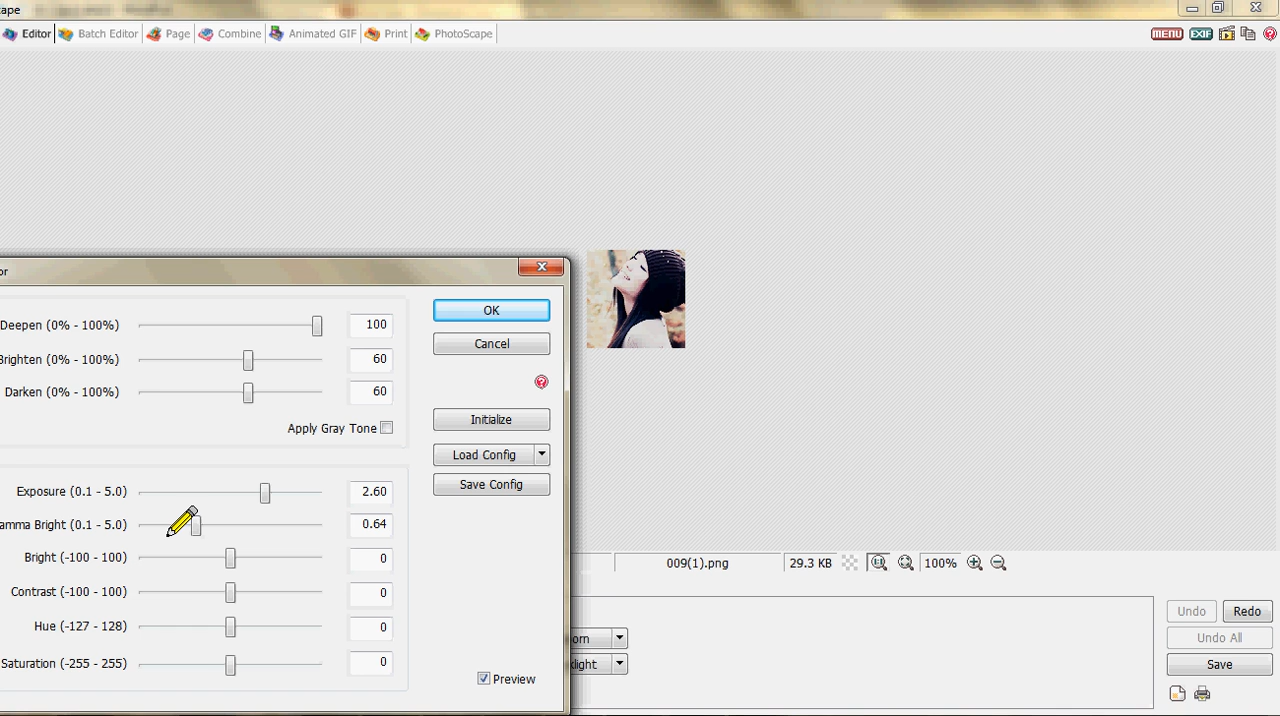 cape
Editor Batch Editor Page Combine Animated GIF Print PhotoScape MENU EXIF
or
Deepen (0% - 100%) 100
Brighten (0% - 100%) 60
Darken (0% - 100%) 60
Apply Gray Tone
OK
Cancel
Initialize
Load Config
Save Config
Exposure (0.1 - 5.0) 2.60
amma Bright (0.1 - 5.0) 0.64
Bright (-100 - 100) 0
Contrast (-100 - 100) 0
Hue (-127 - 128) 0
Saturation (-255 - 255) 0
Preview
009(1).png 29.3 KB 1:1 100%
orn
dight
Undo Redo
Undo All
Save